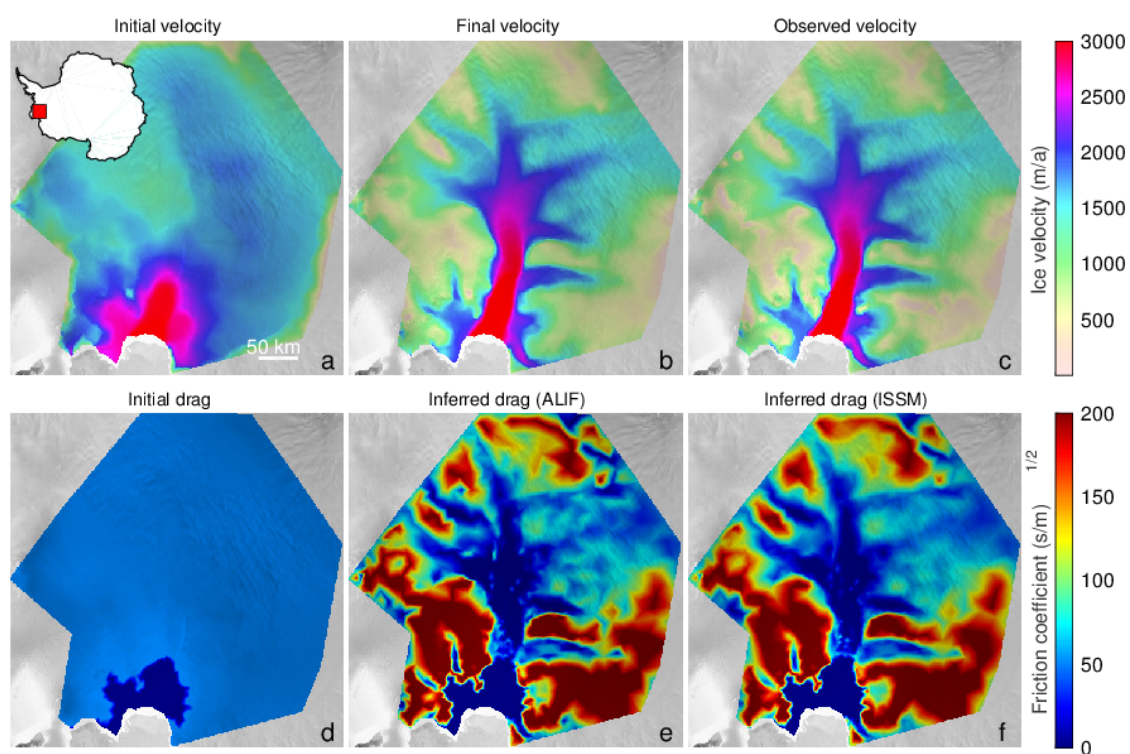 Initial velocity
Final velocity
Observed velocity
50 km
a
b
c
3000
2500
2000
1500
1000
500
Ice velocity (m/a)
Initial drag
Inferred drag (ALIF)
Inferred drag (ISSM)
d
e
f
200
150
100
50
0
Friction coefficient (s/m) 1/2